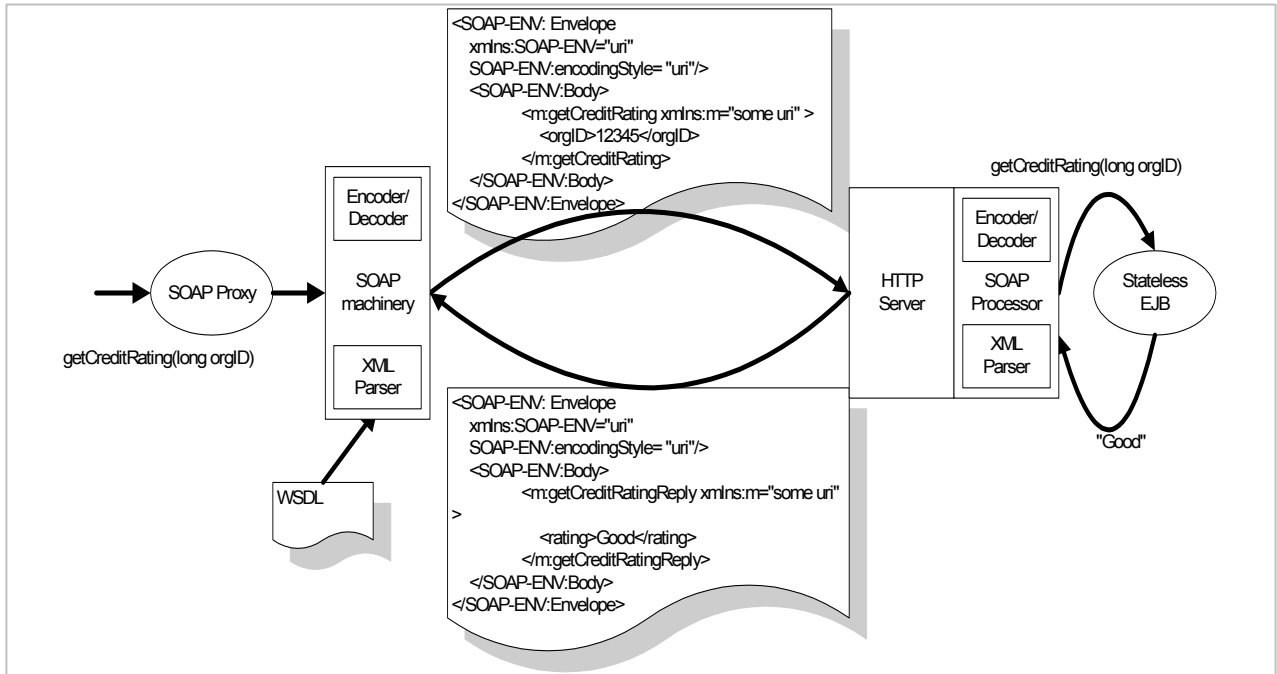 <SOAP-ENV: Envelope
xmlns:SOAP-ENV="uri"
SOAP-ENV:encodingStyle= "uri"/>
<SOAP-ENV:Body>
<m:getCreditRating xmlns:m="some uri" >
<orgID>12345</orgID>
</m:getCreditRating>
</SOAP-ENV:Body>
</SOAP-ENV:Envelope>
getCreditRating(long orgID)
SOAP Proxy
Encoder/
Decoder
SOAP
machinery
XML
Parser
WSDL
HTTP
Server
Encoder/
Decoder
SOAP
Processor
XML
Parser
getCreditRating(long orgID)
Stateless
EJB
"Good"
<SOAP-ENV: Envelope
xmlns:SOAP-ENV="uri"
SOAP-ENV:encodingStyle= "uri"/>
<SOAP-ENV:Body>
<m:getCreditRatingReply xmlns:m="some uri"
>
<rating>Good</rating>
</m:getCreditRatingReply>
</SOAP-ENV:Body>
</SOAP-ENV:Envelope>